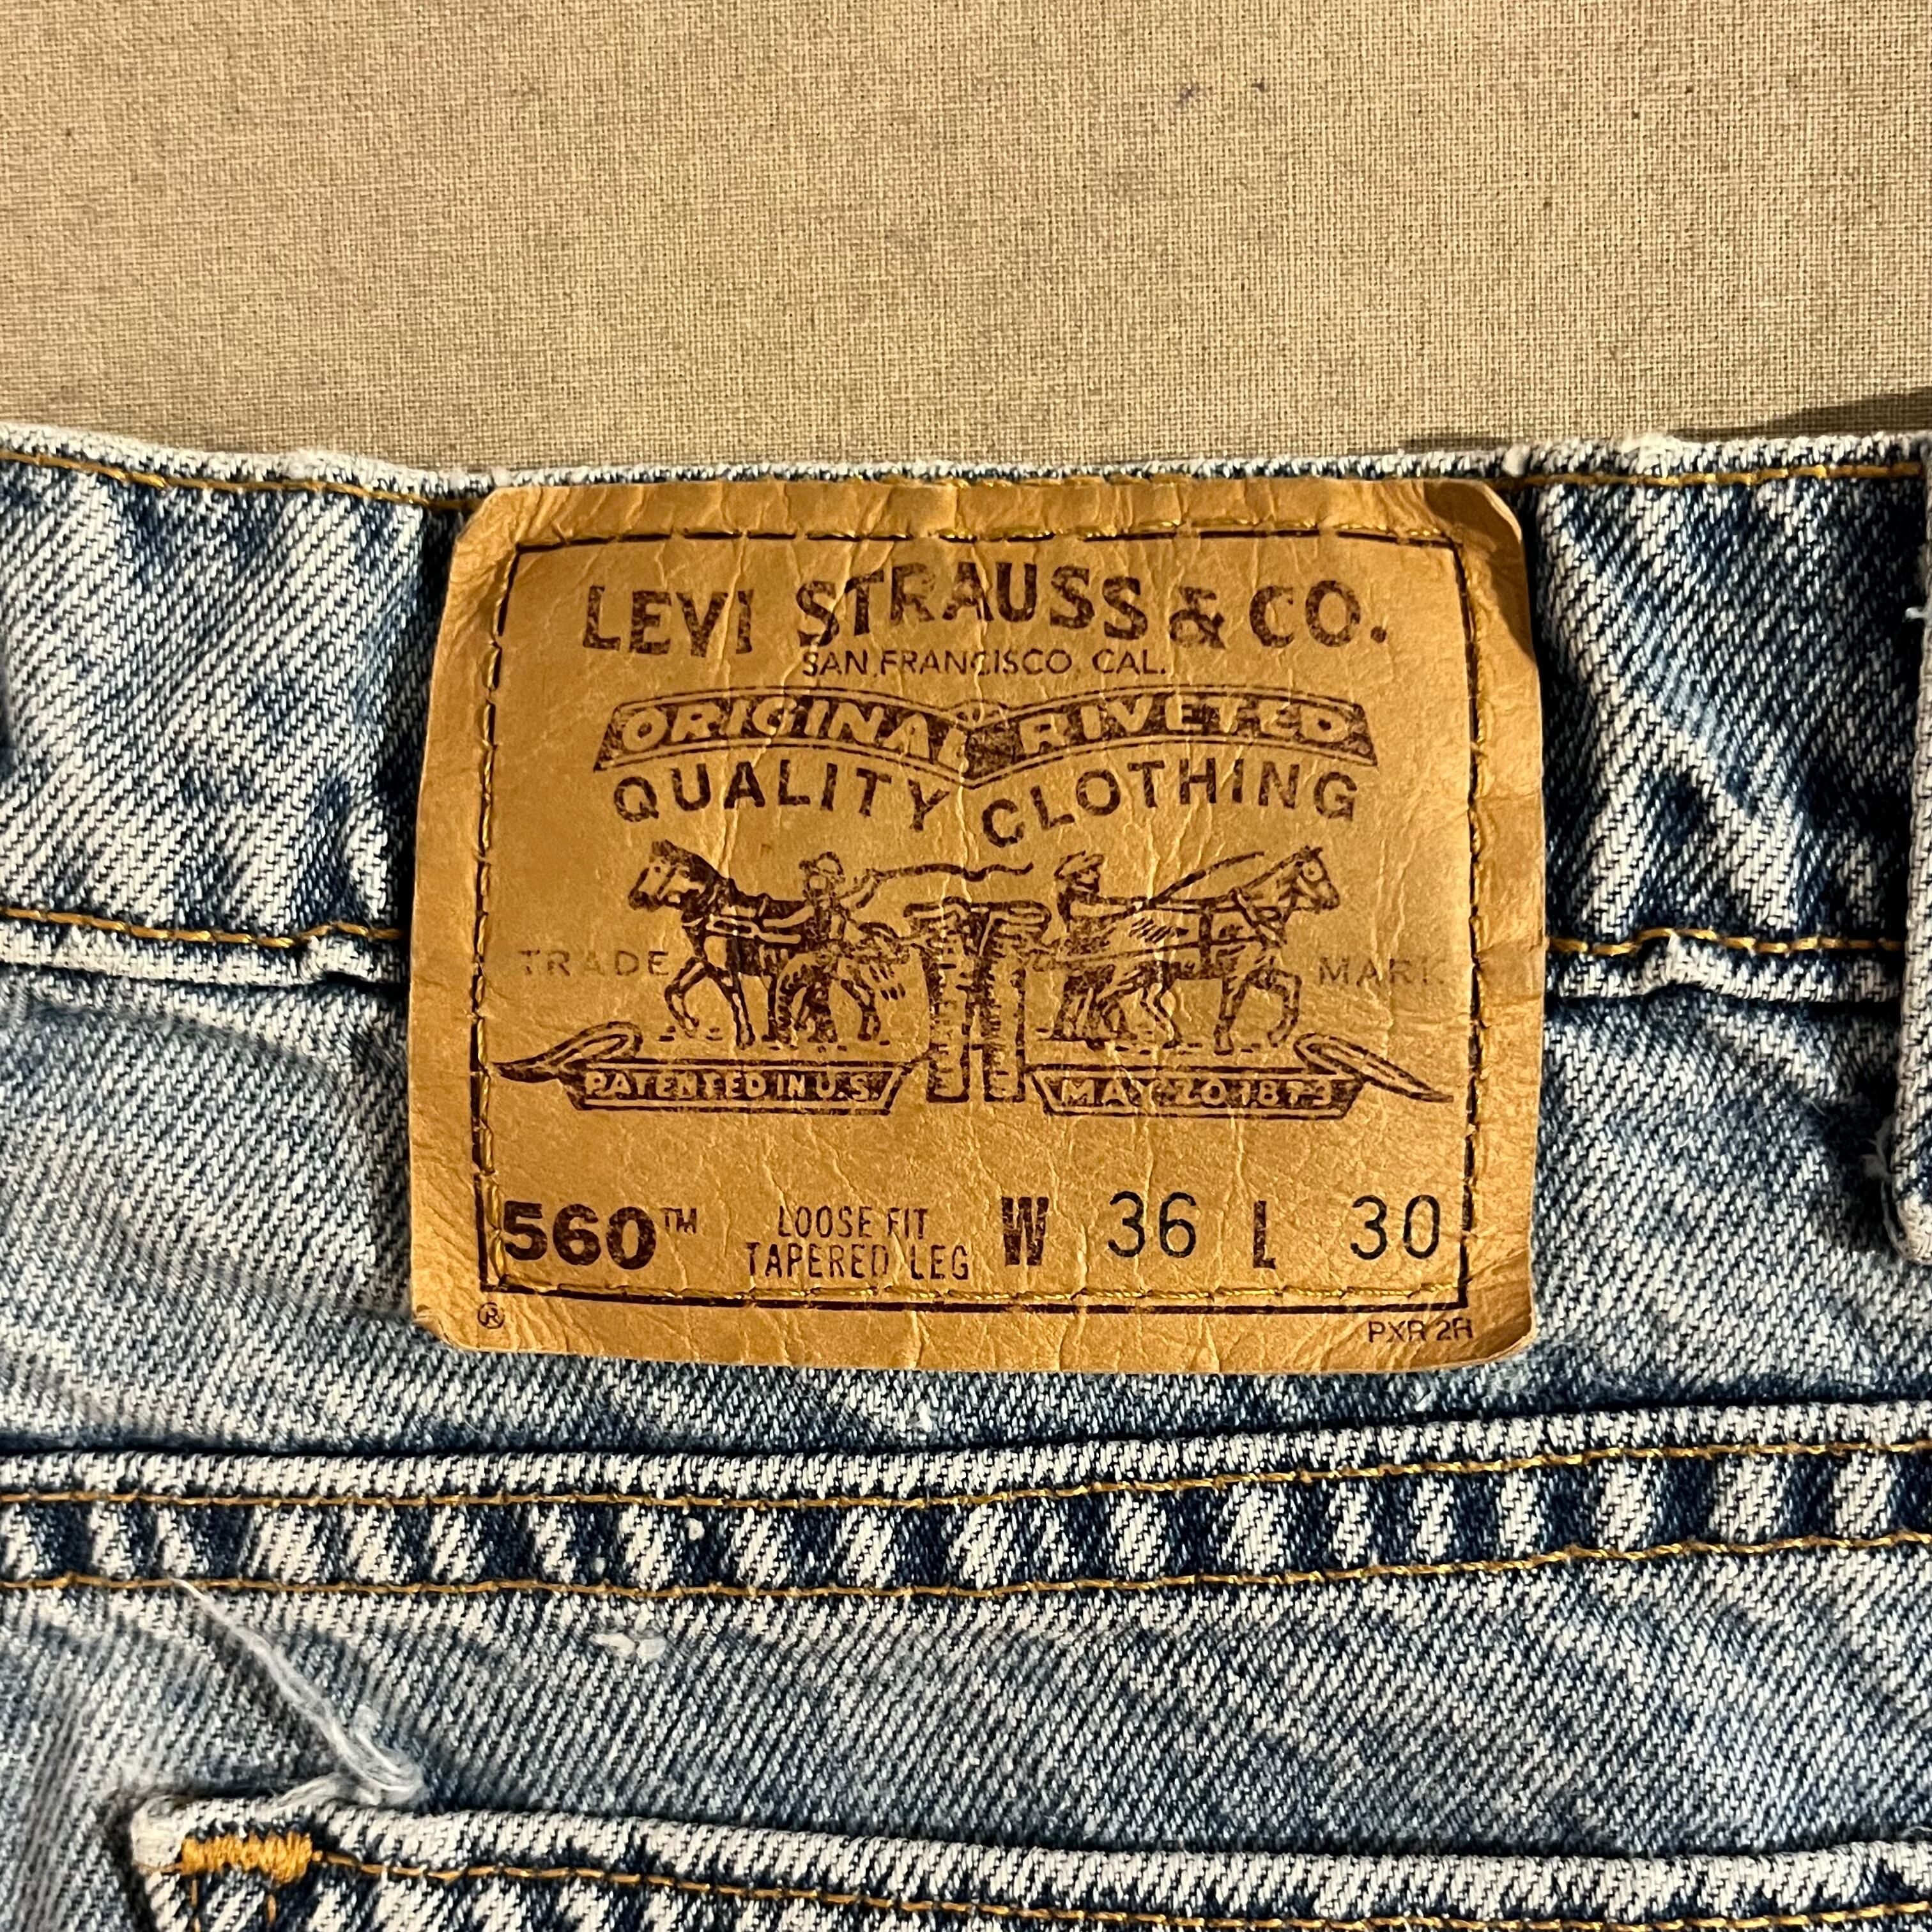 LEVI STRAUSS & CO.
SAN FRANCISCO, CAL.
ORIGINAL RIVETED
QUALITY CLOTHING
TRADE MARK
PATENTED IN U.S. MAY 20 1873
560™ LOOSE FIT TAPERED LEG W 36 L 30
® PXR 2R